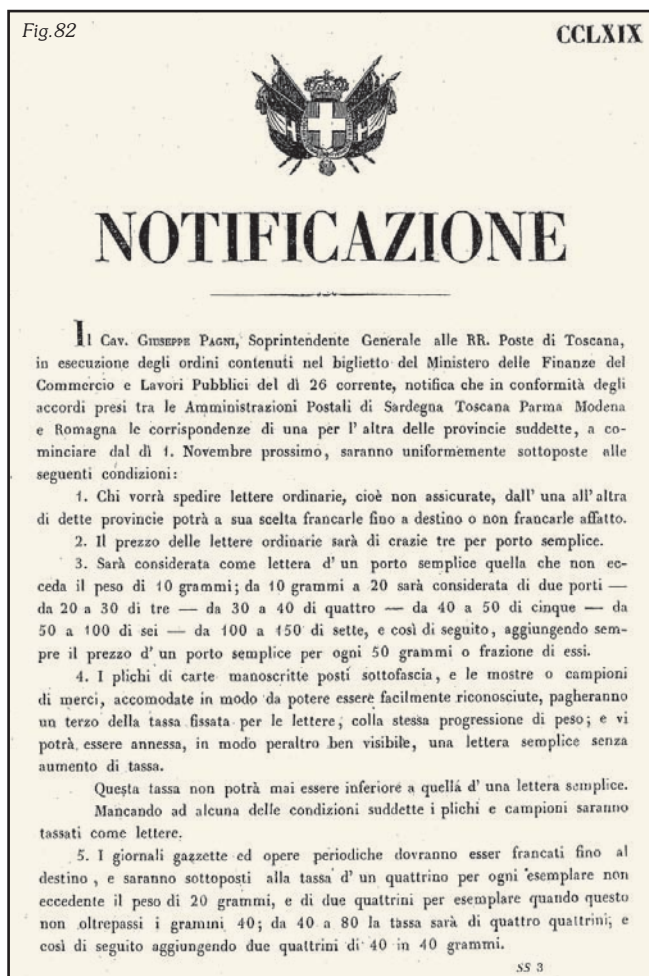 Fig.82
CCLXIX
NOTIFICAZIONE
Il Cav. Giuseppe Pagni, Soprintendente Generale alle RR. Poste di Toscana,
in esecuzione degli ordini contenuti nel biglietto del Ministero delle Finanze del
Commercio e Lavori Pubblici del dì 26 corrente, notifica che in conformità degli
accordi presi tra le Amministrazioni Postali di Sardegna Toscana Parma Modena
e Romagna le corrispondenze di una per l' altra delle provincie suddette, a co-
minciare dal dì 1. Novembre prossimo, saranno uniformemente sottoposte alle
seguenti condizioni:
1. Chi vorrà spedire lettere ordinarie, cioè non assicurate, dall' una all' altra
di dette provincie potrà a sua scelta francarle fino a destino o non francarle affatto.
2. Il prezzo delle lettere ordinarie sarà di crazie tre per porto semplice.
3. Sarà considerata come lettera d' un porto semplice quella che non ec-
ceda il peso di 10 grammi; da 10 grammi a 20 sarà considerata di due porti —
da 20 a 30 di tre — da 30 a 40 di quattro — da 40 a 50 di cinque — da
50 a 100 di sei — da 100 a 150 di sette, e così di seguito, aggiungendo sem-
pre il prezzo d' un porto semplice per ogni 50 grammi o frazione di essi.
4. I plichi di carte manoscritte posti sottofascia, e le mostre o campioni
di merci, accomodate in modo da potere essere facilmente riconosciute, pagheranno
un terzo della tassa fissata per le lettere, colla stessa progressione di peso; e vi
potrà essere annessa, in modo peraltro ben visibile, una lettera semplice senza
aumento di tassa.
Questa tassa non potrà mai essere inferiore a quella d' una lettera semplice.
Mancando ad alcuna delle condizioni suddette i plichi e campioni saranno
tassati come lettere.
5. I giornali gazzette ed opere periodiche dovranno esser francati fino al
destino, e saranno sottoposti alla tassa d' un quattrino per ogni esemplare non
eccedente il peso di 20 grammi, e di due quattrini per esemplare quando questo
non oltrepassi i grammi 40; da 40 a 80 la tassa sarà di quattro quattrini; e
così di seguito aggiungendo due quattrini di 40 in 40 grammi.
SS 3